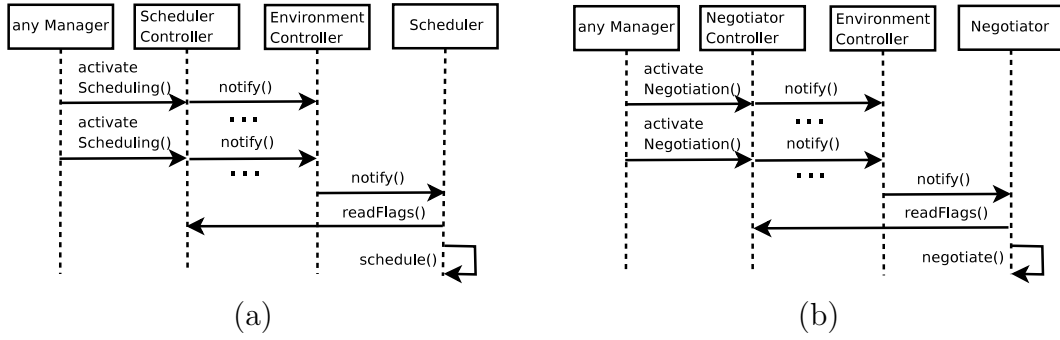 any Manager
Scheduler
Controller
Environment
Controller
Scheduler
activate
Scheduling()
notify()
...
activate
Scheduling()
notify()
...
notify()
readFlags()
schedule()
(a)
any Manager
Negotiator
Controller
Environment
Controller
Negotiator
activate
Negotiation()
notify()
...
activate
Negotiation()
notify()
...
notify()
readFlags()
negotiate()
(b)